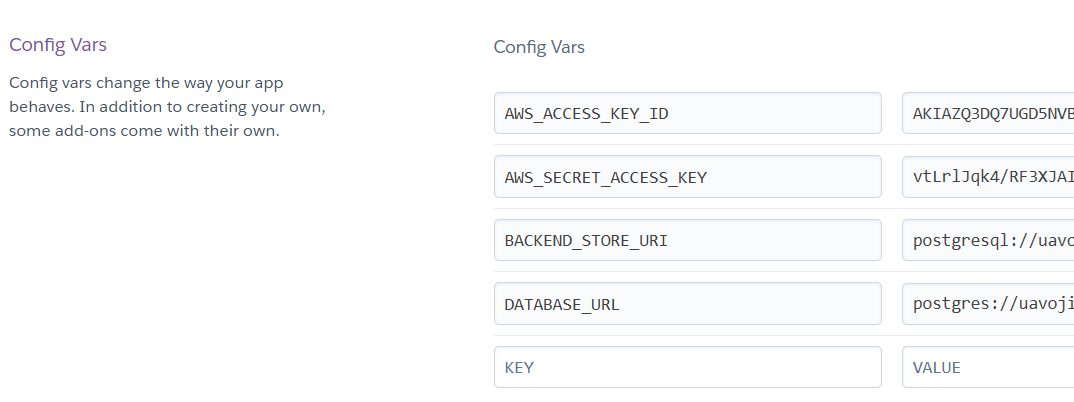 Config Vars
Config vars change the way your app
behaves. In addition to creating your own,
some add-ons come with their own.
Config Vars
AWS_ACCESS_KEY_ID AKIAZQ3DQ7UGD5NVB
AWS_SECRET_ACCESS_KEY vtLrlJqk4/RF3XJAI
BACKEND_STORE_URI postgresql://uavo
DATABASE_URL postgres://uavoji
KEY VALUE